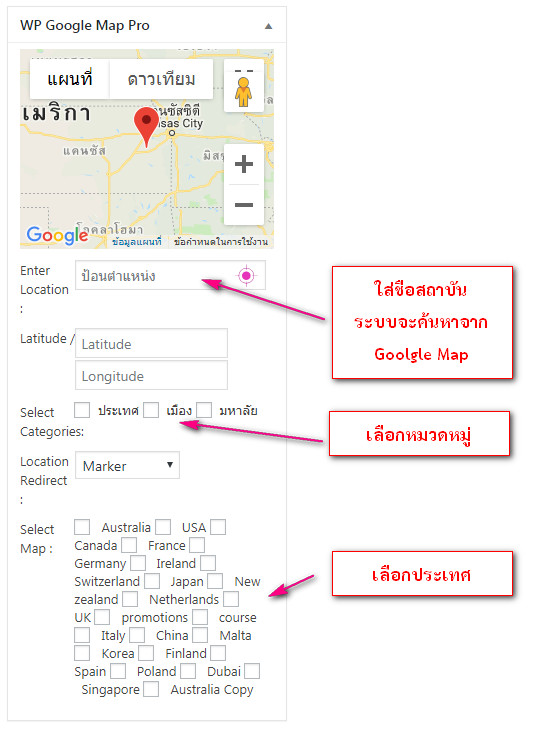 WP Google Map Pro
แผนที่ ดาวเทียม
เมริกา
นซัสซิตี
nsas City
แคนซัส
มิสซู
อกลาโฮมา
Google ข้อมูลแผนที่ ข้อกำหนดในการใช้งาน
Enter
Location
:
ป้อนตำแหน่ง
ใส่ชื่อสถาบัน
ระบบจะค้นหาจาก
Goolgle Map
Latitude /
Latitude
Longitude
Select
Categories:
ประเทศ เมือง มหาลัย
เลือกหมวดหมู่
Location
Redirect
:
Marker
Select
Map :
Australia USA
Canada France
Germany Ireland
Switzerland Japan New
zealand Netherlands
UK promotions course
Italy China Malta
Korea Finland
Spain Poland Dubai
Singapore Australia Copy
เลือกประเทศ